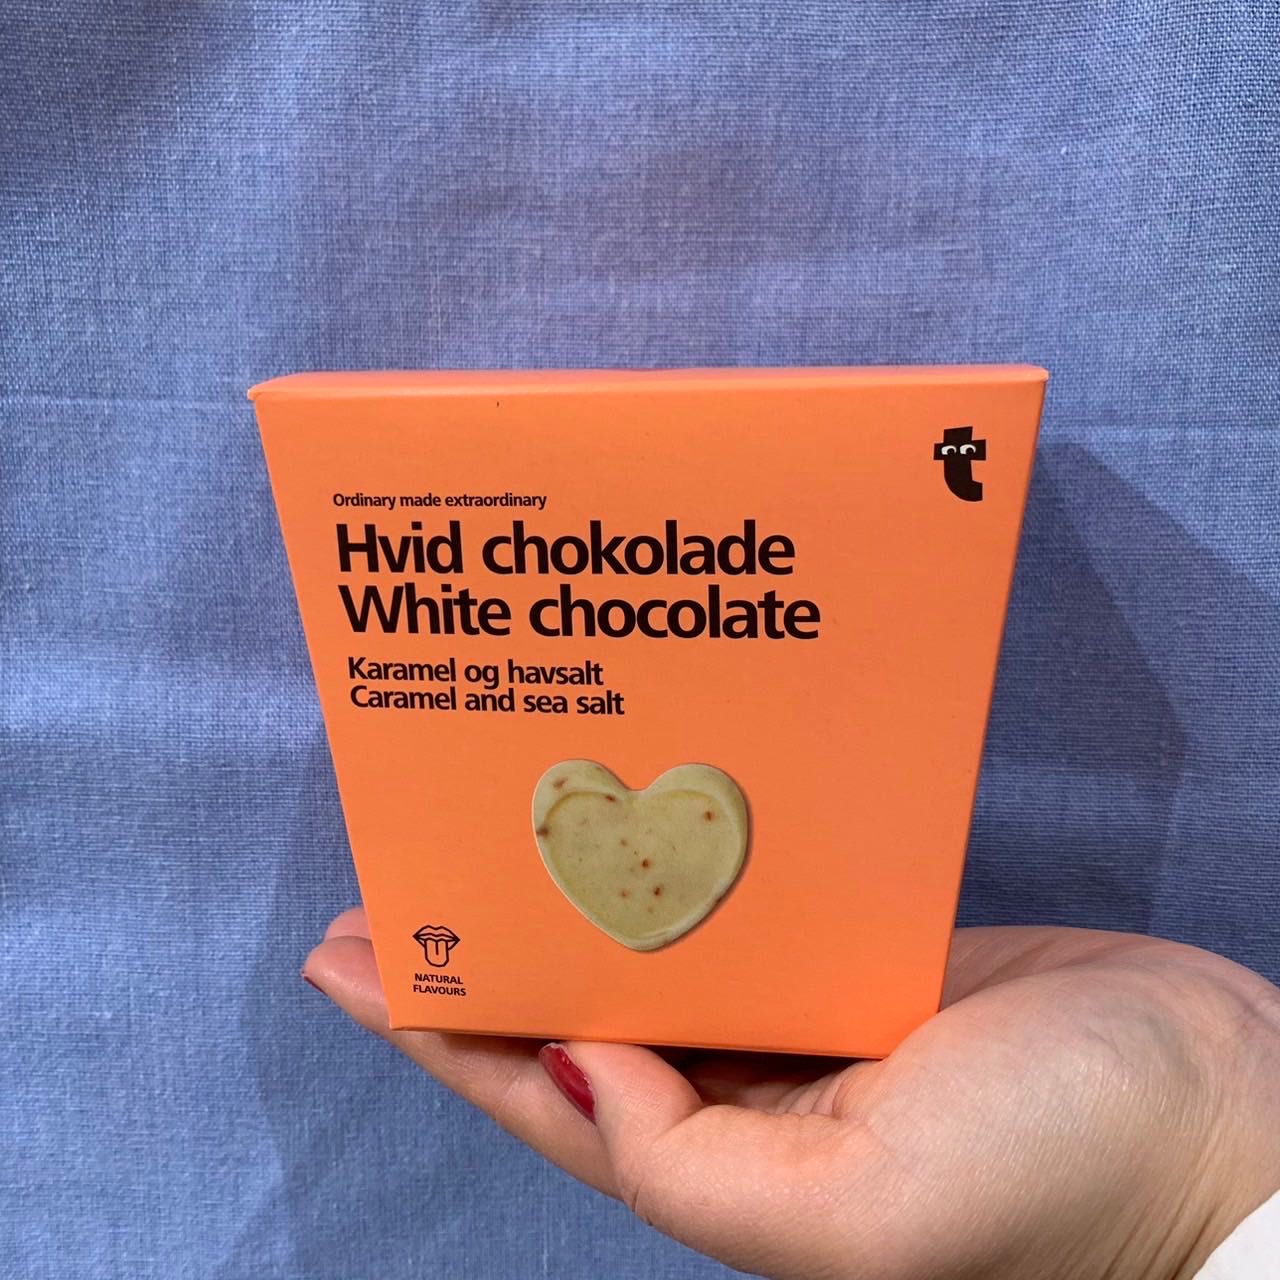 t
Ordinary made extraordinary
Hvid chokolade
White chocolate
Karamel og havsalt
Caramel and sea salt
NATURAL
FLAVOURS